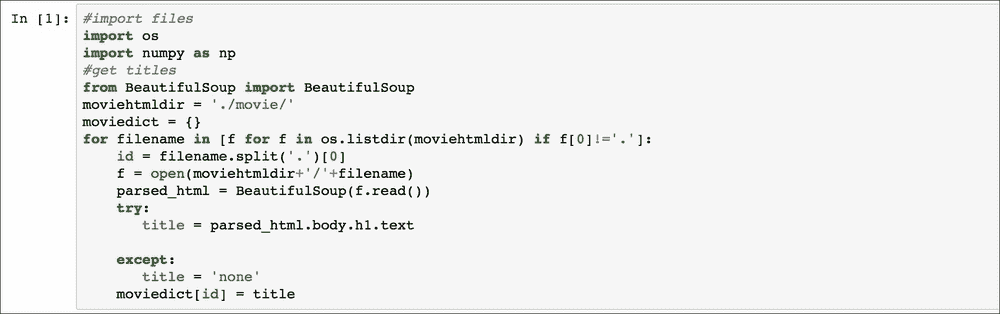 In [1]: #import files
import os
import numpy as np
#get titles
from BeautifulSoup import BeautifulSoup
moviehtmldir = './movie/'
moviedict = {}
for filename in [f for f in os.listdir(moviehtmldir) if f[0]!='.']:
    id = filename.split('.')[0]
    f = open(moviehtmldir+'/'+filename)
    parsed_html = BeautifulSoup(f.read())
    try:
       title = parsed_html.body.h1.text
    except:
       title = 'none'
    moviedict[id] = title